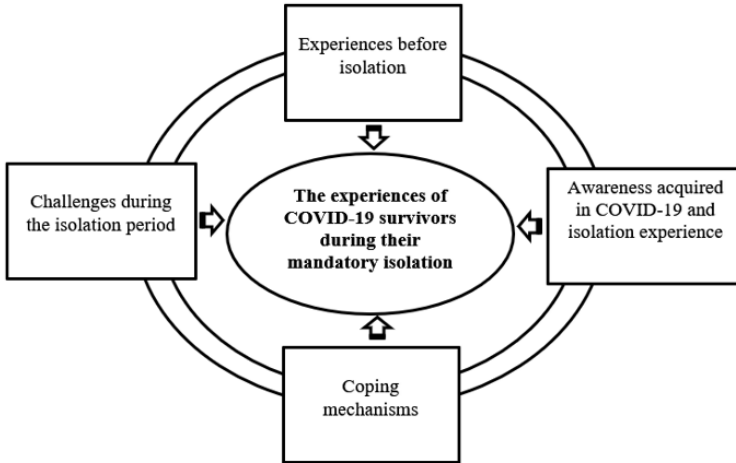 Experiences before
isolation
Challenges during
the isolation period
The experiences of
COVID-19 survivors
during their
mandatory isolation
Awareness acquired
in COVID-19 and
isolation experience
Coping
mechanisms